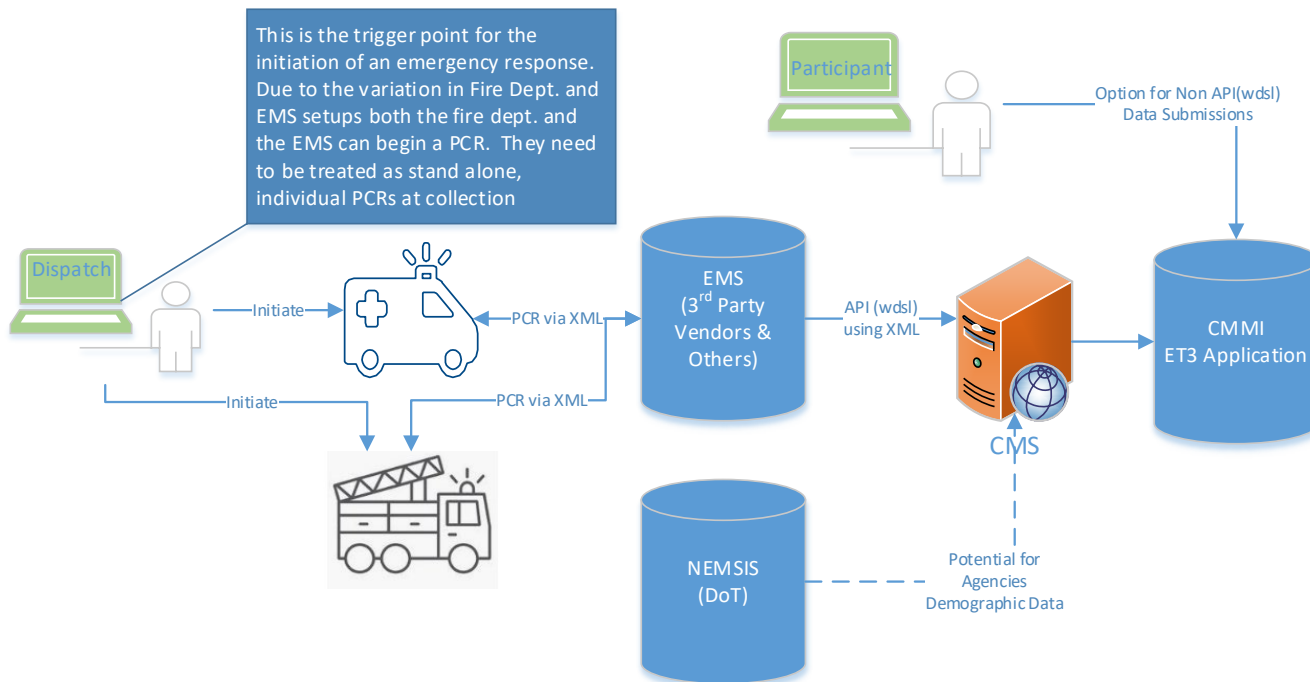 This is the trigger point for the
initiation of an emergency response.
Due to the variation in Fire Dept. and
EMS setups both the fire dept. and
the EMS can begin a PCR.  They need
to be treated as stand alone,
individual PCRs at collection
Participant
Option for Non API(wdsl)
Data Submissions
Dispatch
Initiate
PCR via XML
EMS
(3rd Party
Vendors &
Others)
API (wdsl)
using XML
CMMI
ET3 Application
Initiate
PCR via XML
CMS
NEMSIS
(DoT)
Potential for
Agencies
Demographic Data